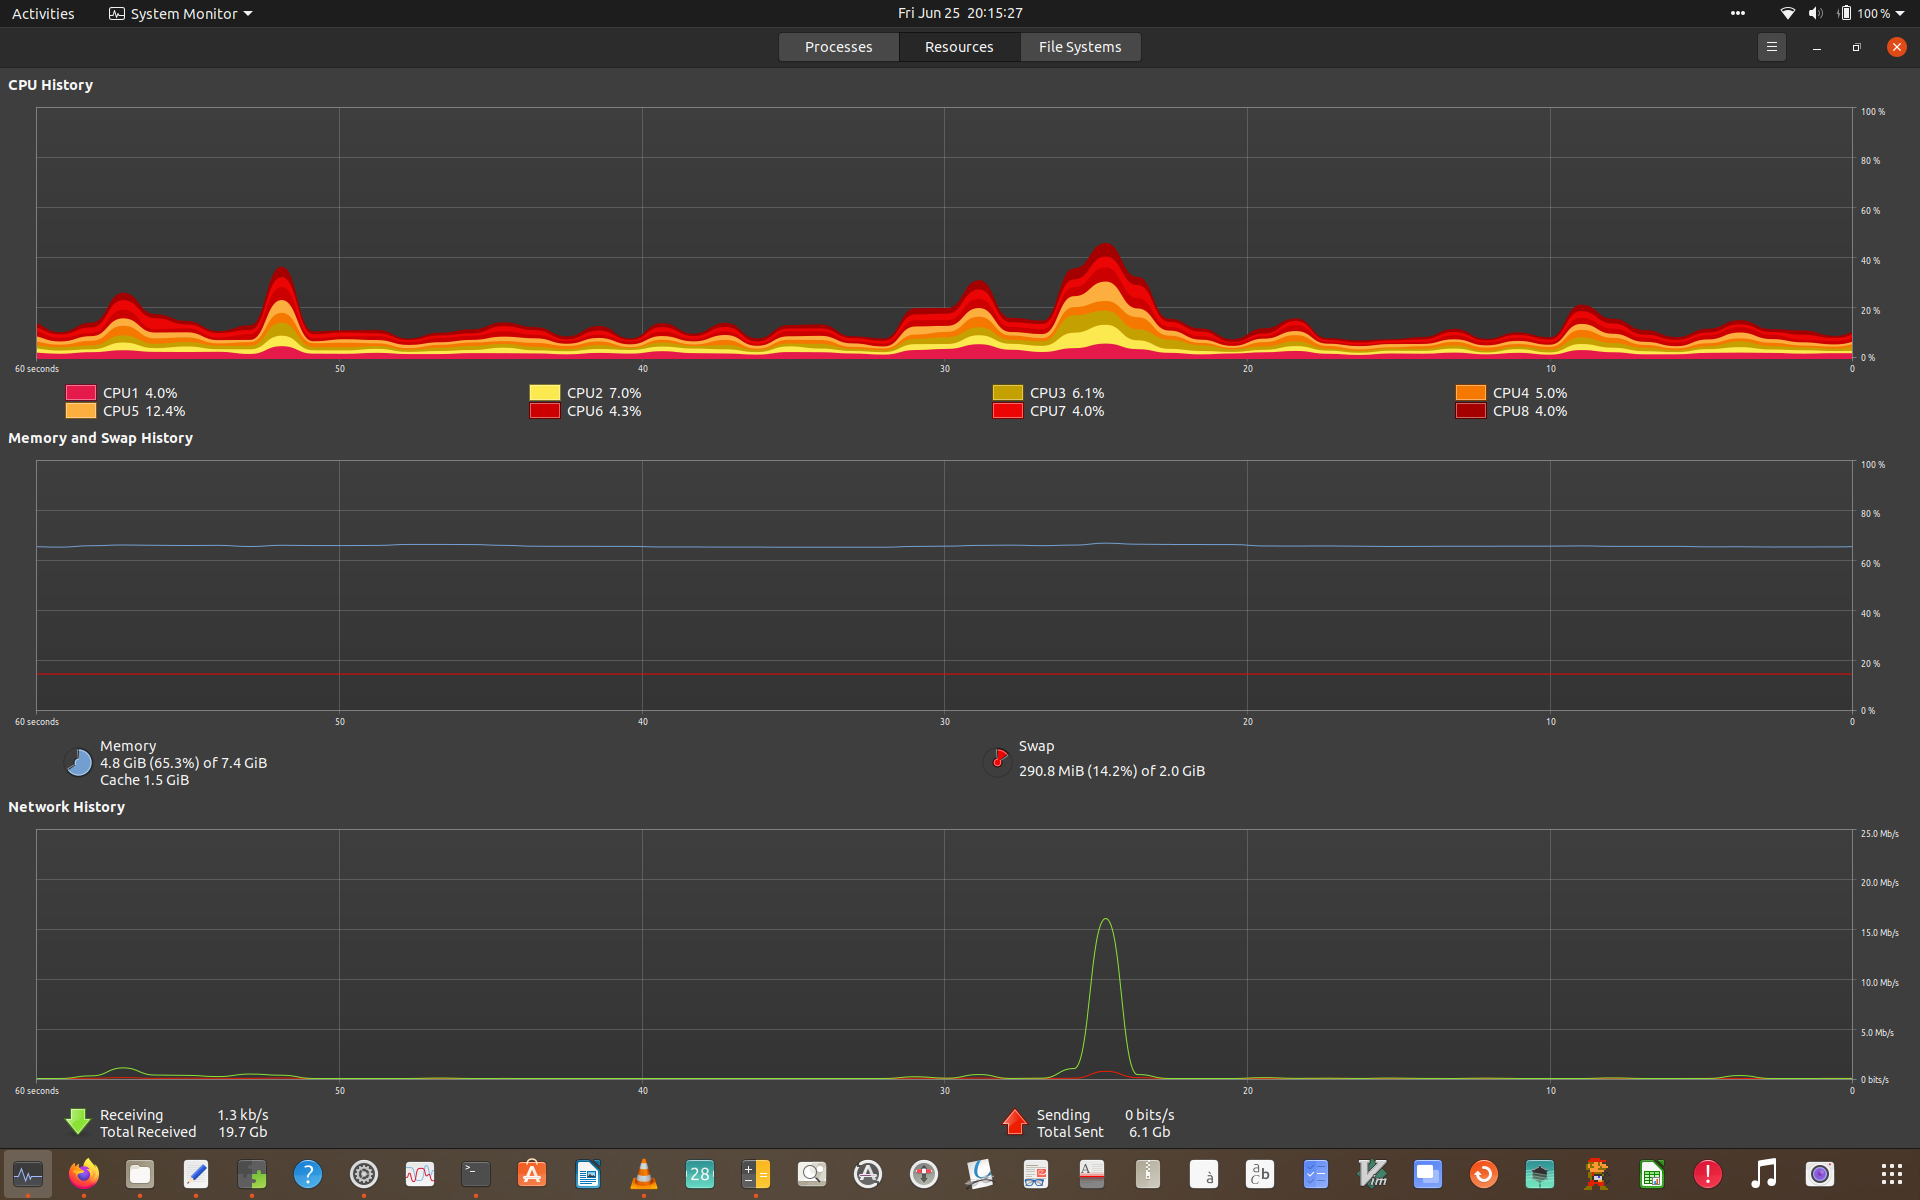 Activities
System Monitor
Fri Jun 25 20:15:27
100 %
Processes
Resources
File Systems
CPU History
100 %
80 %
60 %
40 %
20 %
0 %
60 seconds 50 40 30 20 10 0
CPU1 4.0% CPU2 7.0% CPU3 6.1% CPU4 5.0%
CPU5 12.4% CPU6 4.3% CPU7 4.0% CPU8 4.0%
Memory and Swap History
100 %
80 %
60 %
40 %
20 %
0 %
60 seconds 50 40 30 20 10 0
Memory
4.8 GiB (65.3%) of 7.4 GiB
Cache 1.5 GiB
Swap
290.8 MiB (14.2%) of 2.0 GiB
Network History
25.0 Mb/s
20.0 Mb/s
15.0 Mb/s
10.0 Mb/s
5.0 Mb/s
0 bits/s
60 seconds 50 40 30 20 10 0
Receiving 1.3 kb/s
Total Received 19.7 Gb
Sending 0 bits/s
Total Sent 6.1 Gb
28
à
a b c
Vim